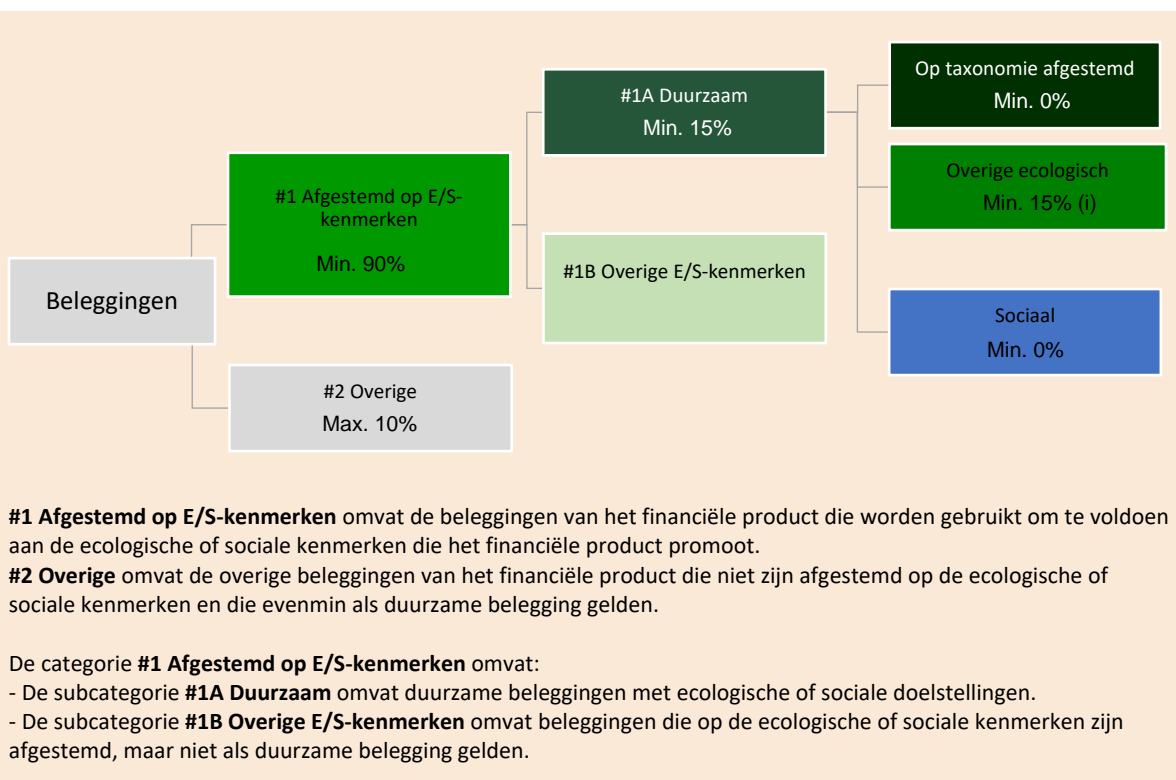 Beleggingen
#1 Afgestemd op E/S-
kenmerken
Min. 90%
#2 Overige
Max. 10%
#1A Duurzaam
Min. 15%
#1B Overige E/S-kenmerken
Op taxonomie afgestemd
Min. 0%
Overige ecologisch
Min. 15% (i)
Sociaal
Min. 0%
#1 Afgestemd op E/S-kenmerken omvat de beleggingen van het financiële product die worden gebruikt om te voldoen
aan de ecologische of sociale kenmerken die het financiële product promoot.
#2 Overige omvat de overige beleggingen van het financiële product die niet zijn afgestemd op de ecologische of
sociale kenmerken en die evenmin als duurzame belegging gelden.
De categorie #1 Afgestemd op E/S-kenmerken omvat:
- De subcategorie #1A Duurzaam omvat duurzame beleggingen met ecologische of sociale doelstellingen.
- De subcategorie #1B Overige E/S-kenmerken omvat beleggingen die op de ecologische of sociale kenmerken zijn
afgestemd, maar niet als duurzame belegging gelden.